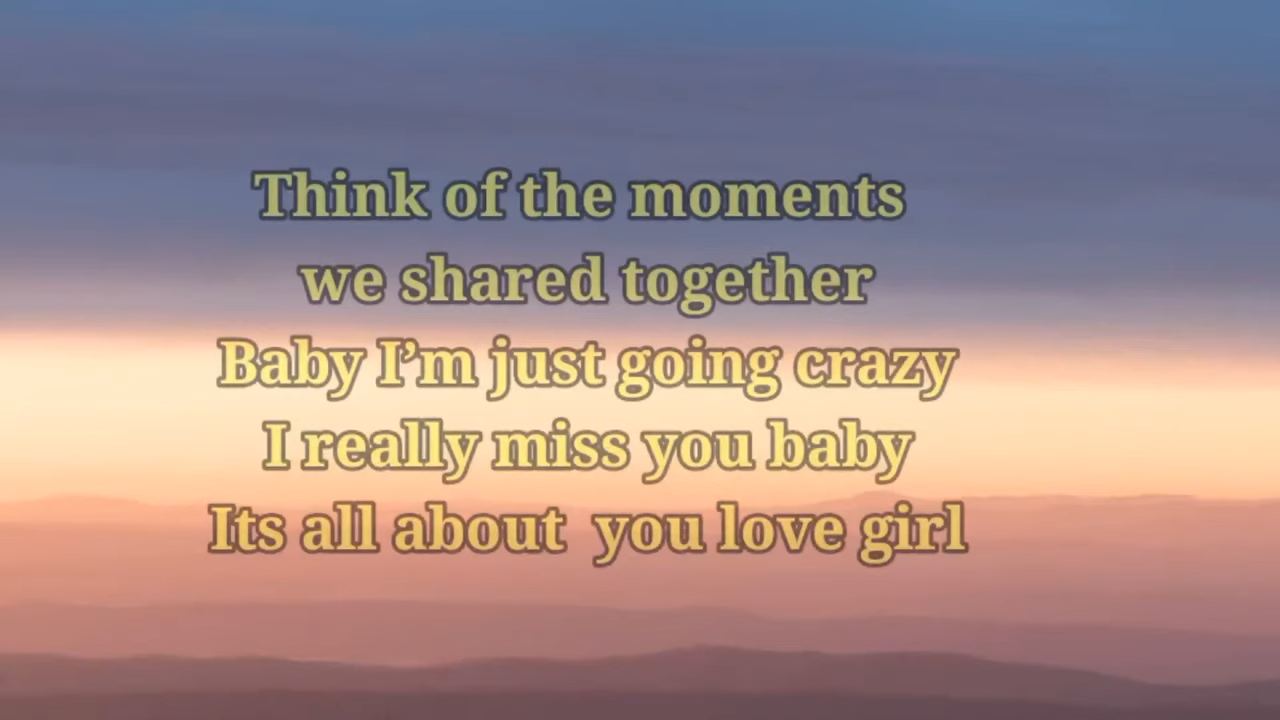 Think of the moments
we shared together
Baby I’m just going crazy
I really miss you baby
Its all about  you love girl